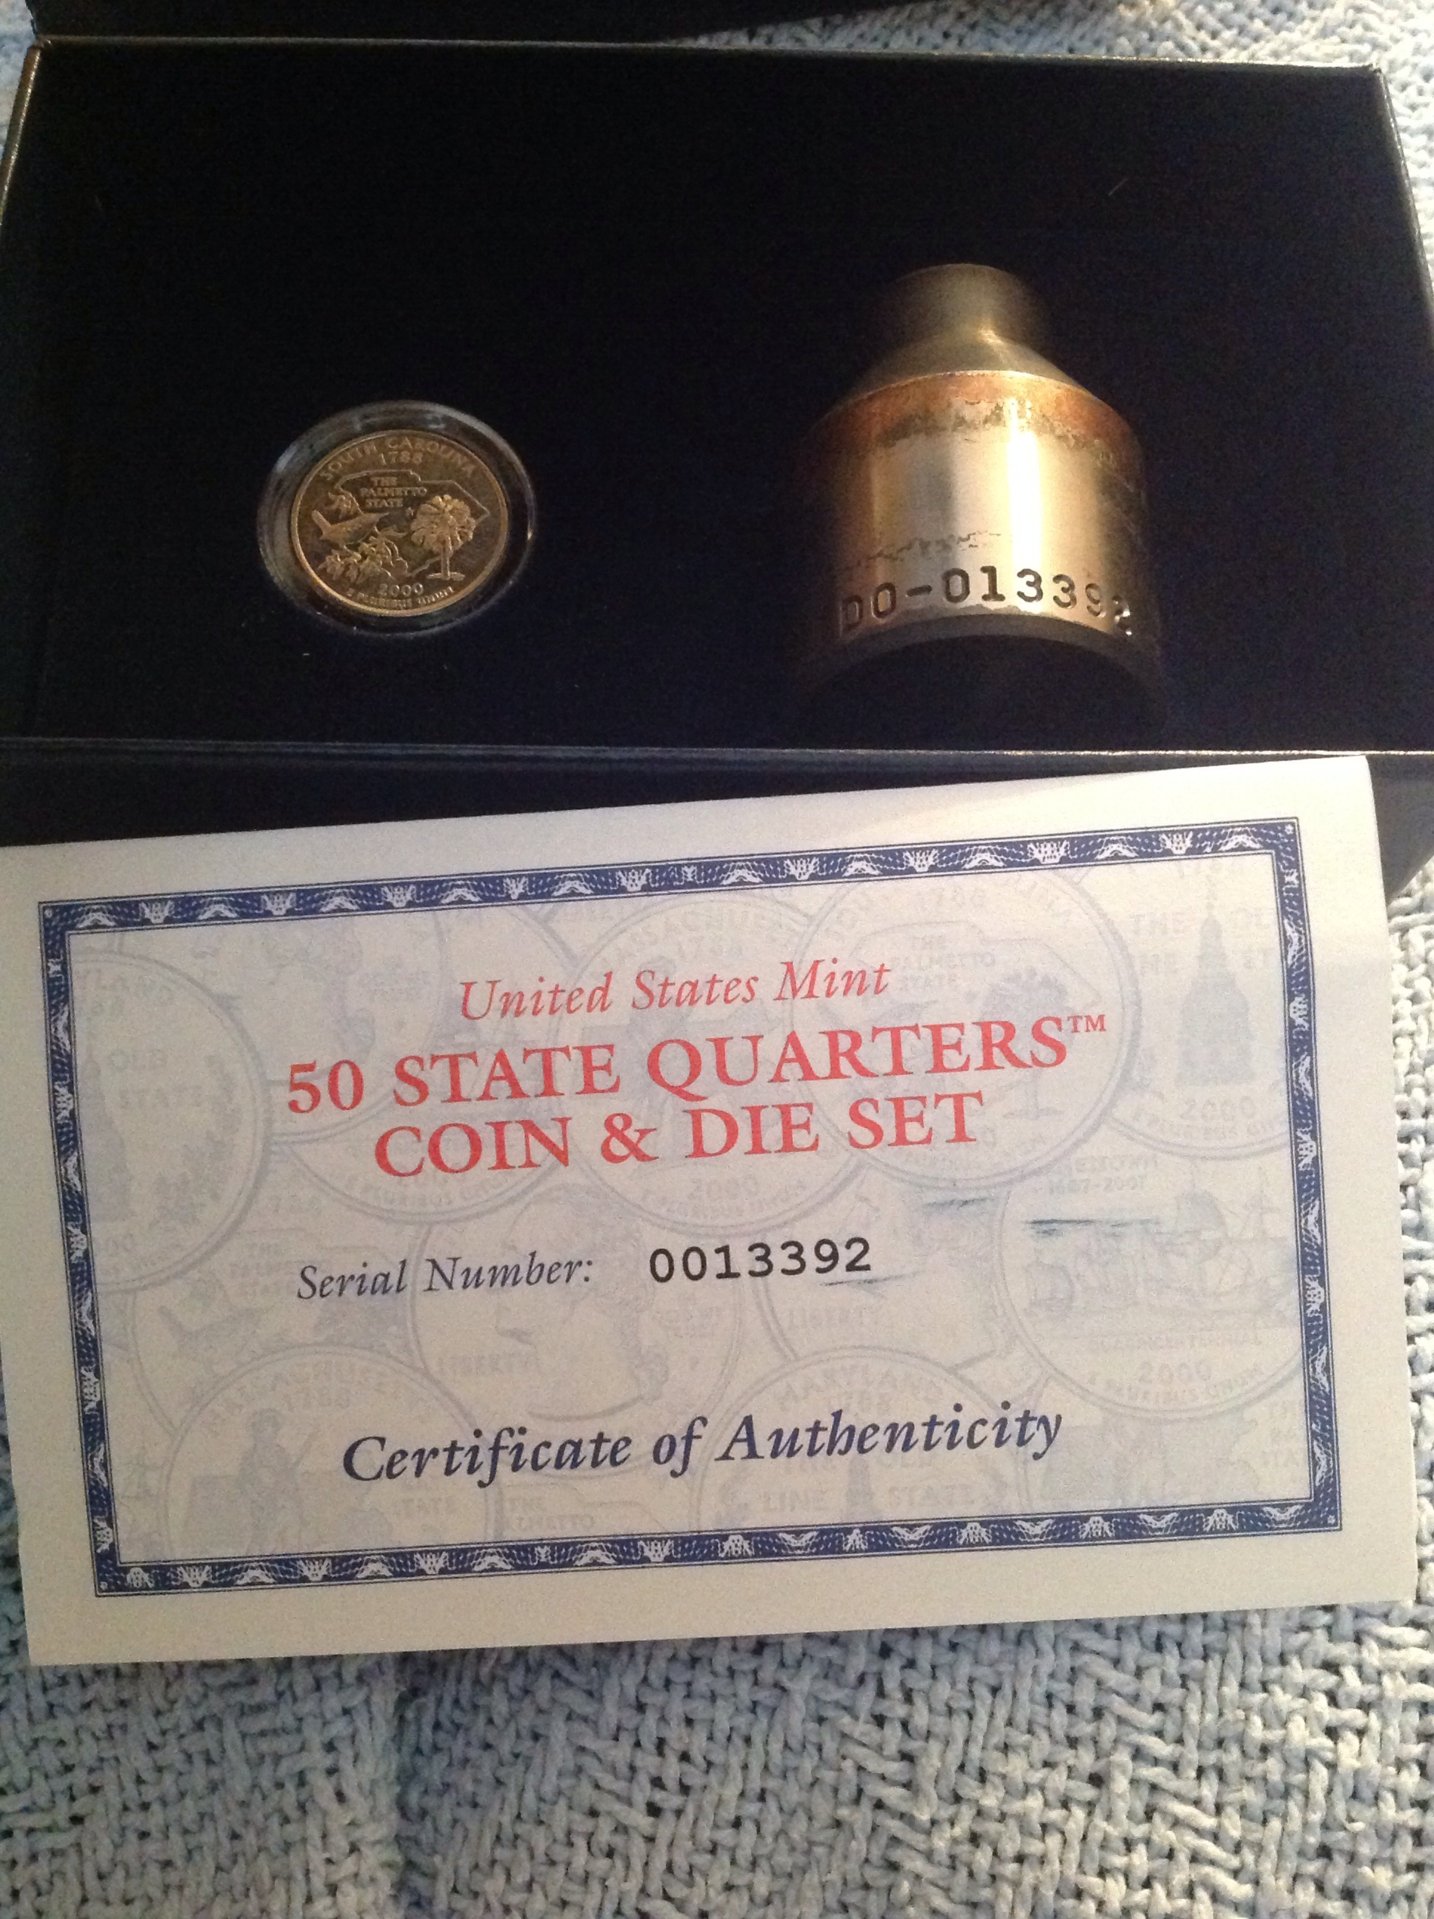 SOUTH CAROLINA
1788
THE
PALMETTO
STATE
2000
E PLURIBUS UNUM
DO-013392
United States Mint
50 STATE QUARTERS™
COIN & DIE SET
Serial Number: 0013392
Certificate of Authenticity